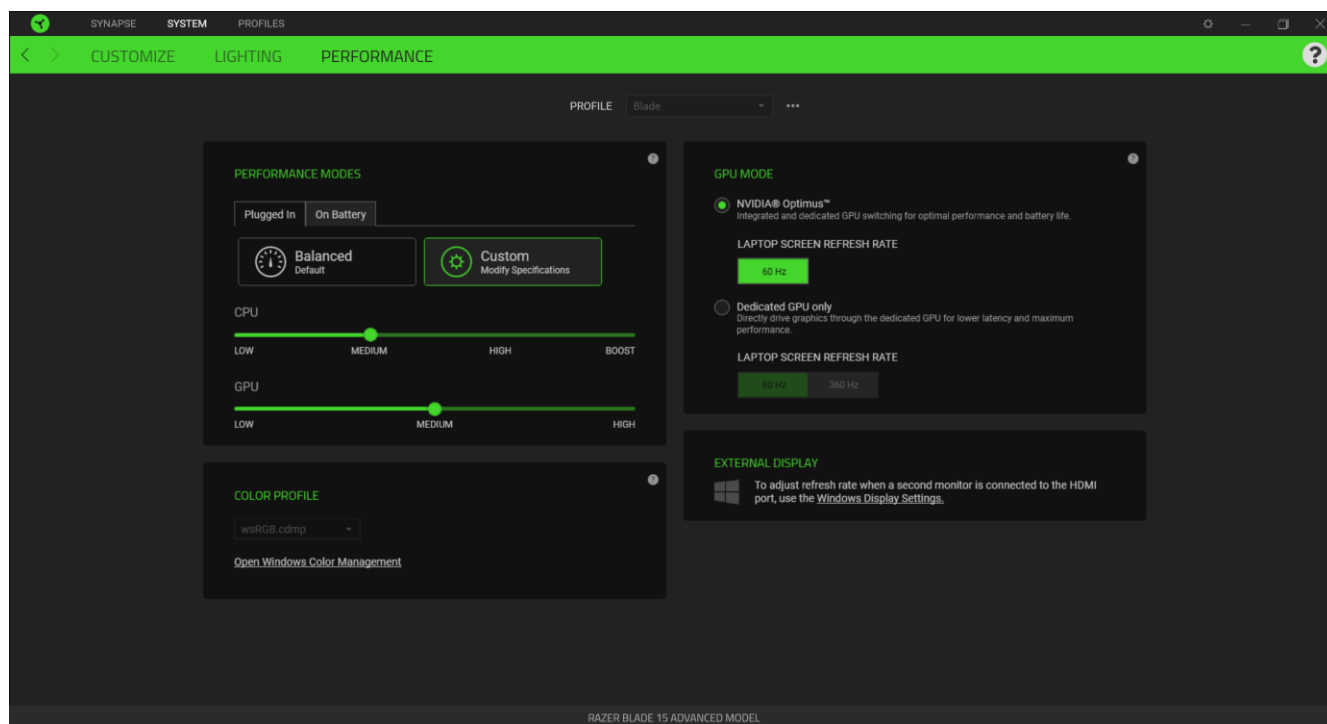 SYNAPSE SYSTEM PROFILES
CUSTOMIZE LIGHTING PERFORMANCE
?
PROFILE Blade
PERFORMANCE MODES
?
Plugged In On Battery
Balanced
Default
Custom
Modify Specifications
CPU
LOW MEDIUM HIGH BOOST
GPU
LOW MEDIUM HIGH
COLOR PROFILE
?
wsRGB.cdmp
Open Windows Color Management
GPU MODE
?
NVIDIA® Optimus™
Integrated and dedicated GPU switching for optimal performance and battery life.
LAPTOP SCREEN REFRESH RATE
60 Hz
Dedicated GPU only
Directly drive graphics through the dedicated GPU for lower latency and maximum
performance.
LAPTOP SCREEN REFRESH RATE
60 Hz 360 Hz
EXTERNAL DISPLAY
To adjust refresh rate when a second monitor is connected to the HDMI
port, use the Windows Display Settings.
RAZER BLADE 15 ADVANCED MODEL